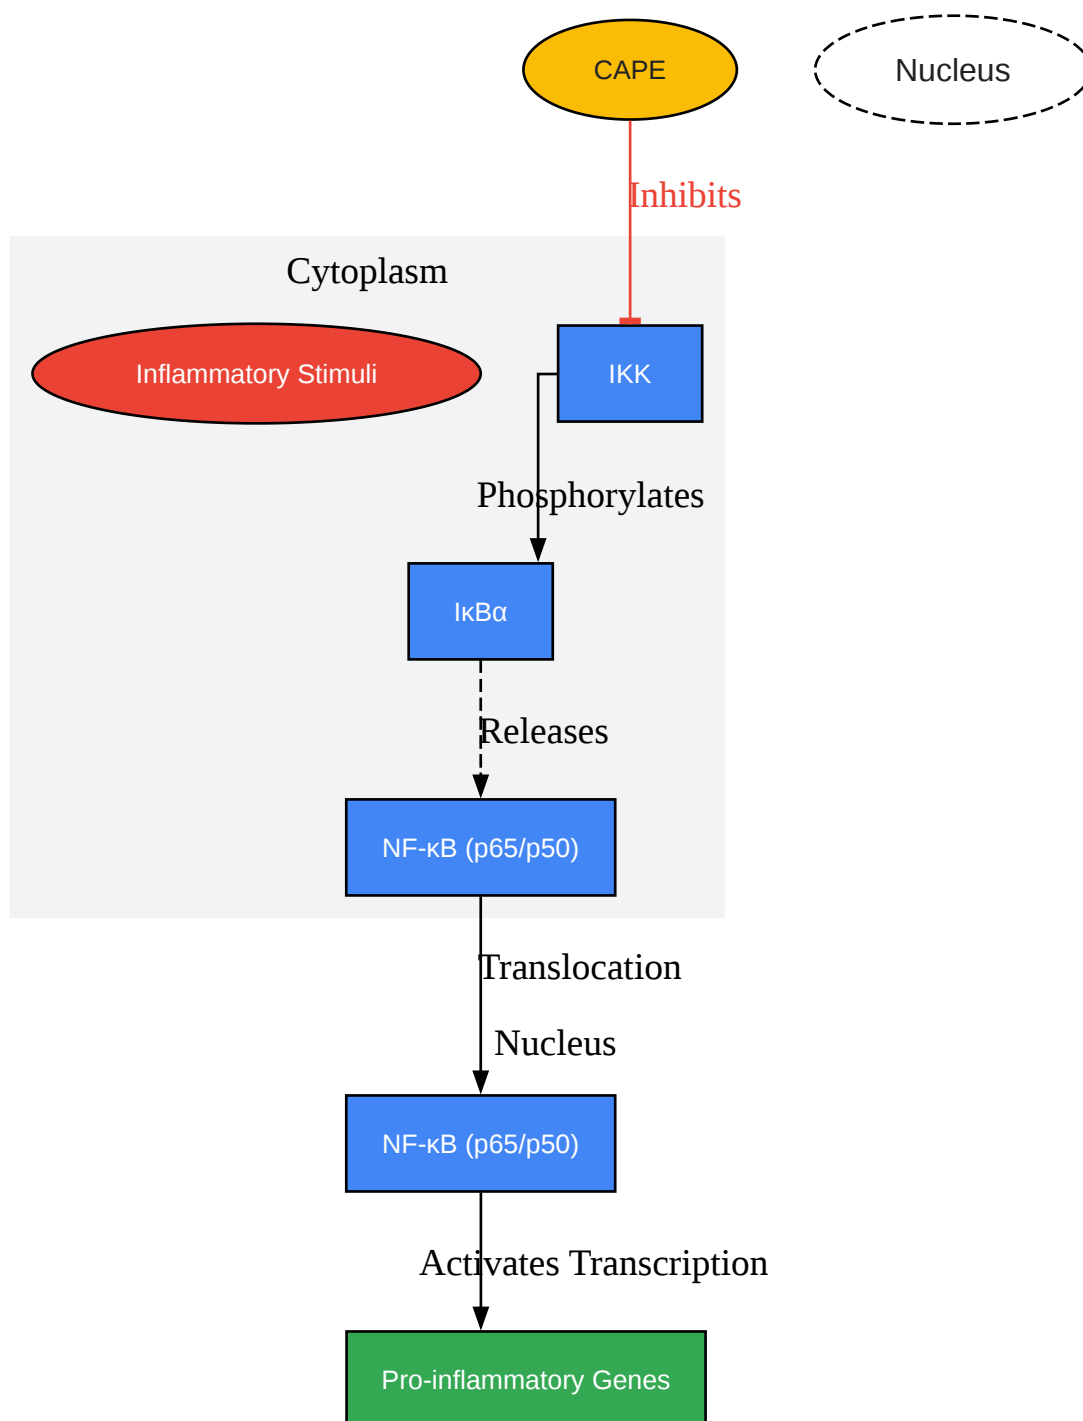 CAPE
Nucleus
Inhibits
Cytoplasm
Inflammatory Stimuli
IKK
Phosphorylates
IκBα
Releases
NF-κB (p65/p50)
Translocation
Nucleus
NF-κB (p65/p50)
Activates Transcription
Pro-inflammatory Genes